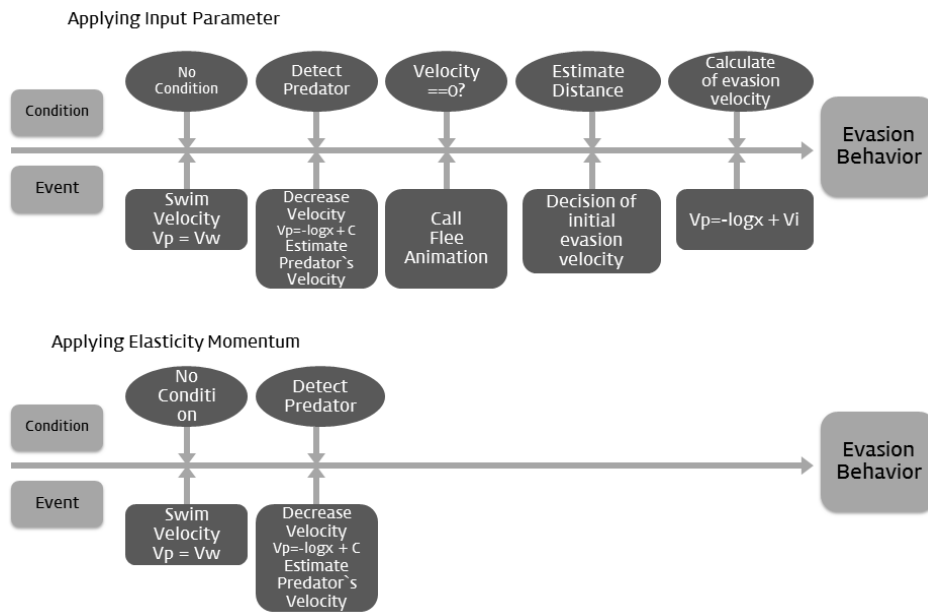 Applying Input Parameter
No
Condition
Detect
Predator
Velocity
==0?
Estimate
Distance
Calculate
of evasion
velocity
Condition
Evasion
Behavior
Event
Swim
Velocity
Vp = Vw
Decrease
Velocity
Vp=-logx + C
Estimate
Predator`s
Velocity
Call
Flee
Animation
Decision of
initial
evasion
velocity
Vp=-logx + Vi
Applying Elasticity Momentum
No
Conditi
on
Detect
Predator
Condition
Evasion
Behavior
Event
Swim
Velocity
Vp = Vw
Decrease
Velocity
Vp=-logx + C
Estimate
Predator`s
Velocity